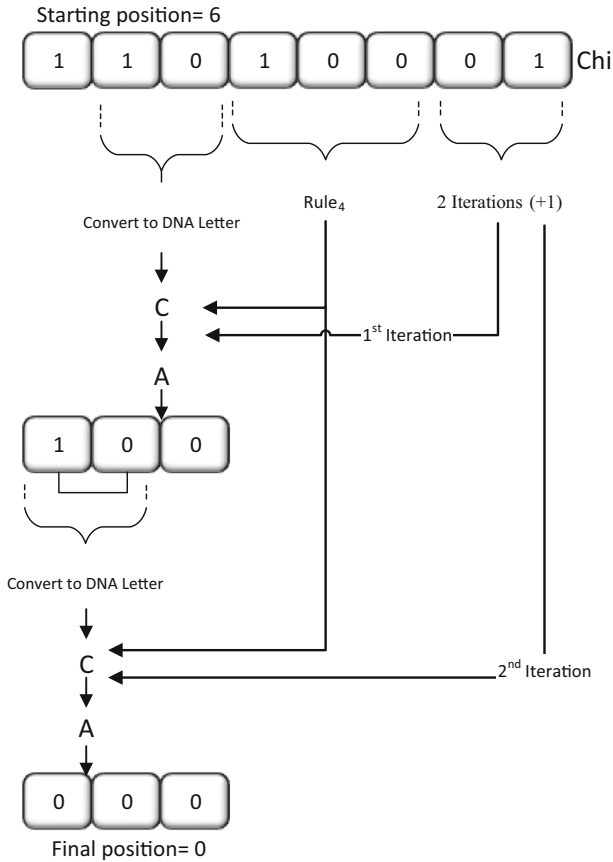 Starting position= 6
1 1 0 1 0 0 0 1 Chi
Convert to DNA Letter
Rule₄
2 Iterations (+1)
C
1st Iteration
A
1 0 0
Convert to DNA Letter
C
2nd Iteration
A
0 0 0
Final position= 0